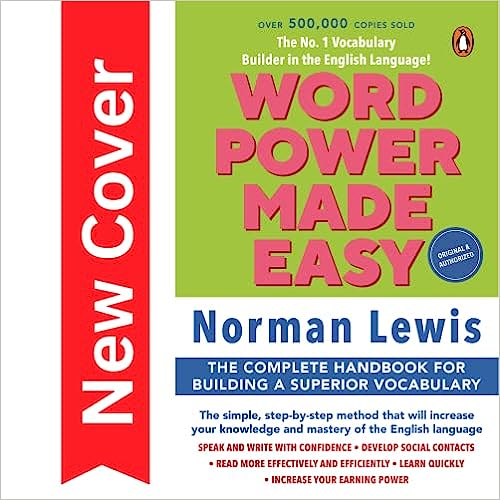 New Cover
OVER 500,000 COPIES SOLD
The No. 1 Vocabulary
Builder in the English Language!
WORD
POWER
MADE
EASY
ORIGINAL &
AUTHORIZED
Norman Lewis
THE COMPLETE HANDBOOK FOR
BUILDING A SUPERIOR VOCABULARY
The simple, step-by-step method that will increase
your knowledge and mastery of the English language
SPEAK AND WRITE WITH CONFIDENCE • DEVELOP SOCIAL CONTACTS
• READ MORE EFFECTIVELY AND EFFICIENTLY • LEARN QUICKLY
• INCREASE YOUR EARNING POWER